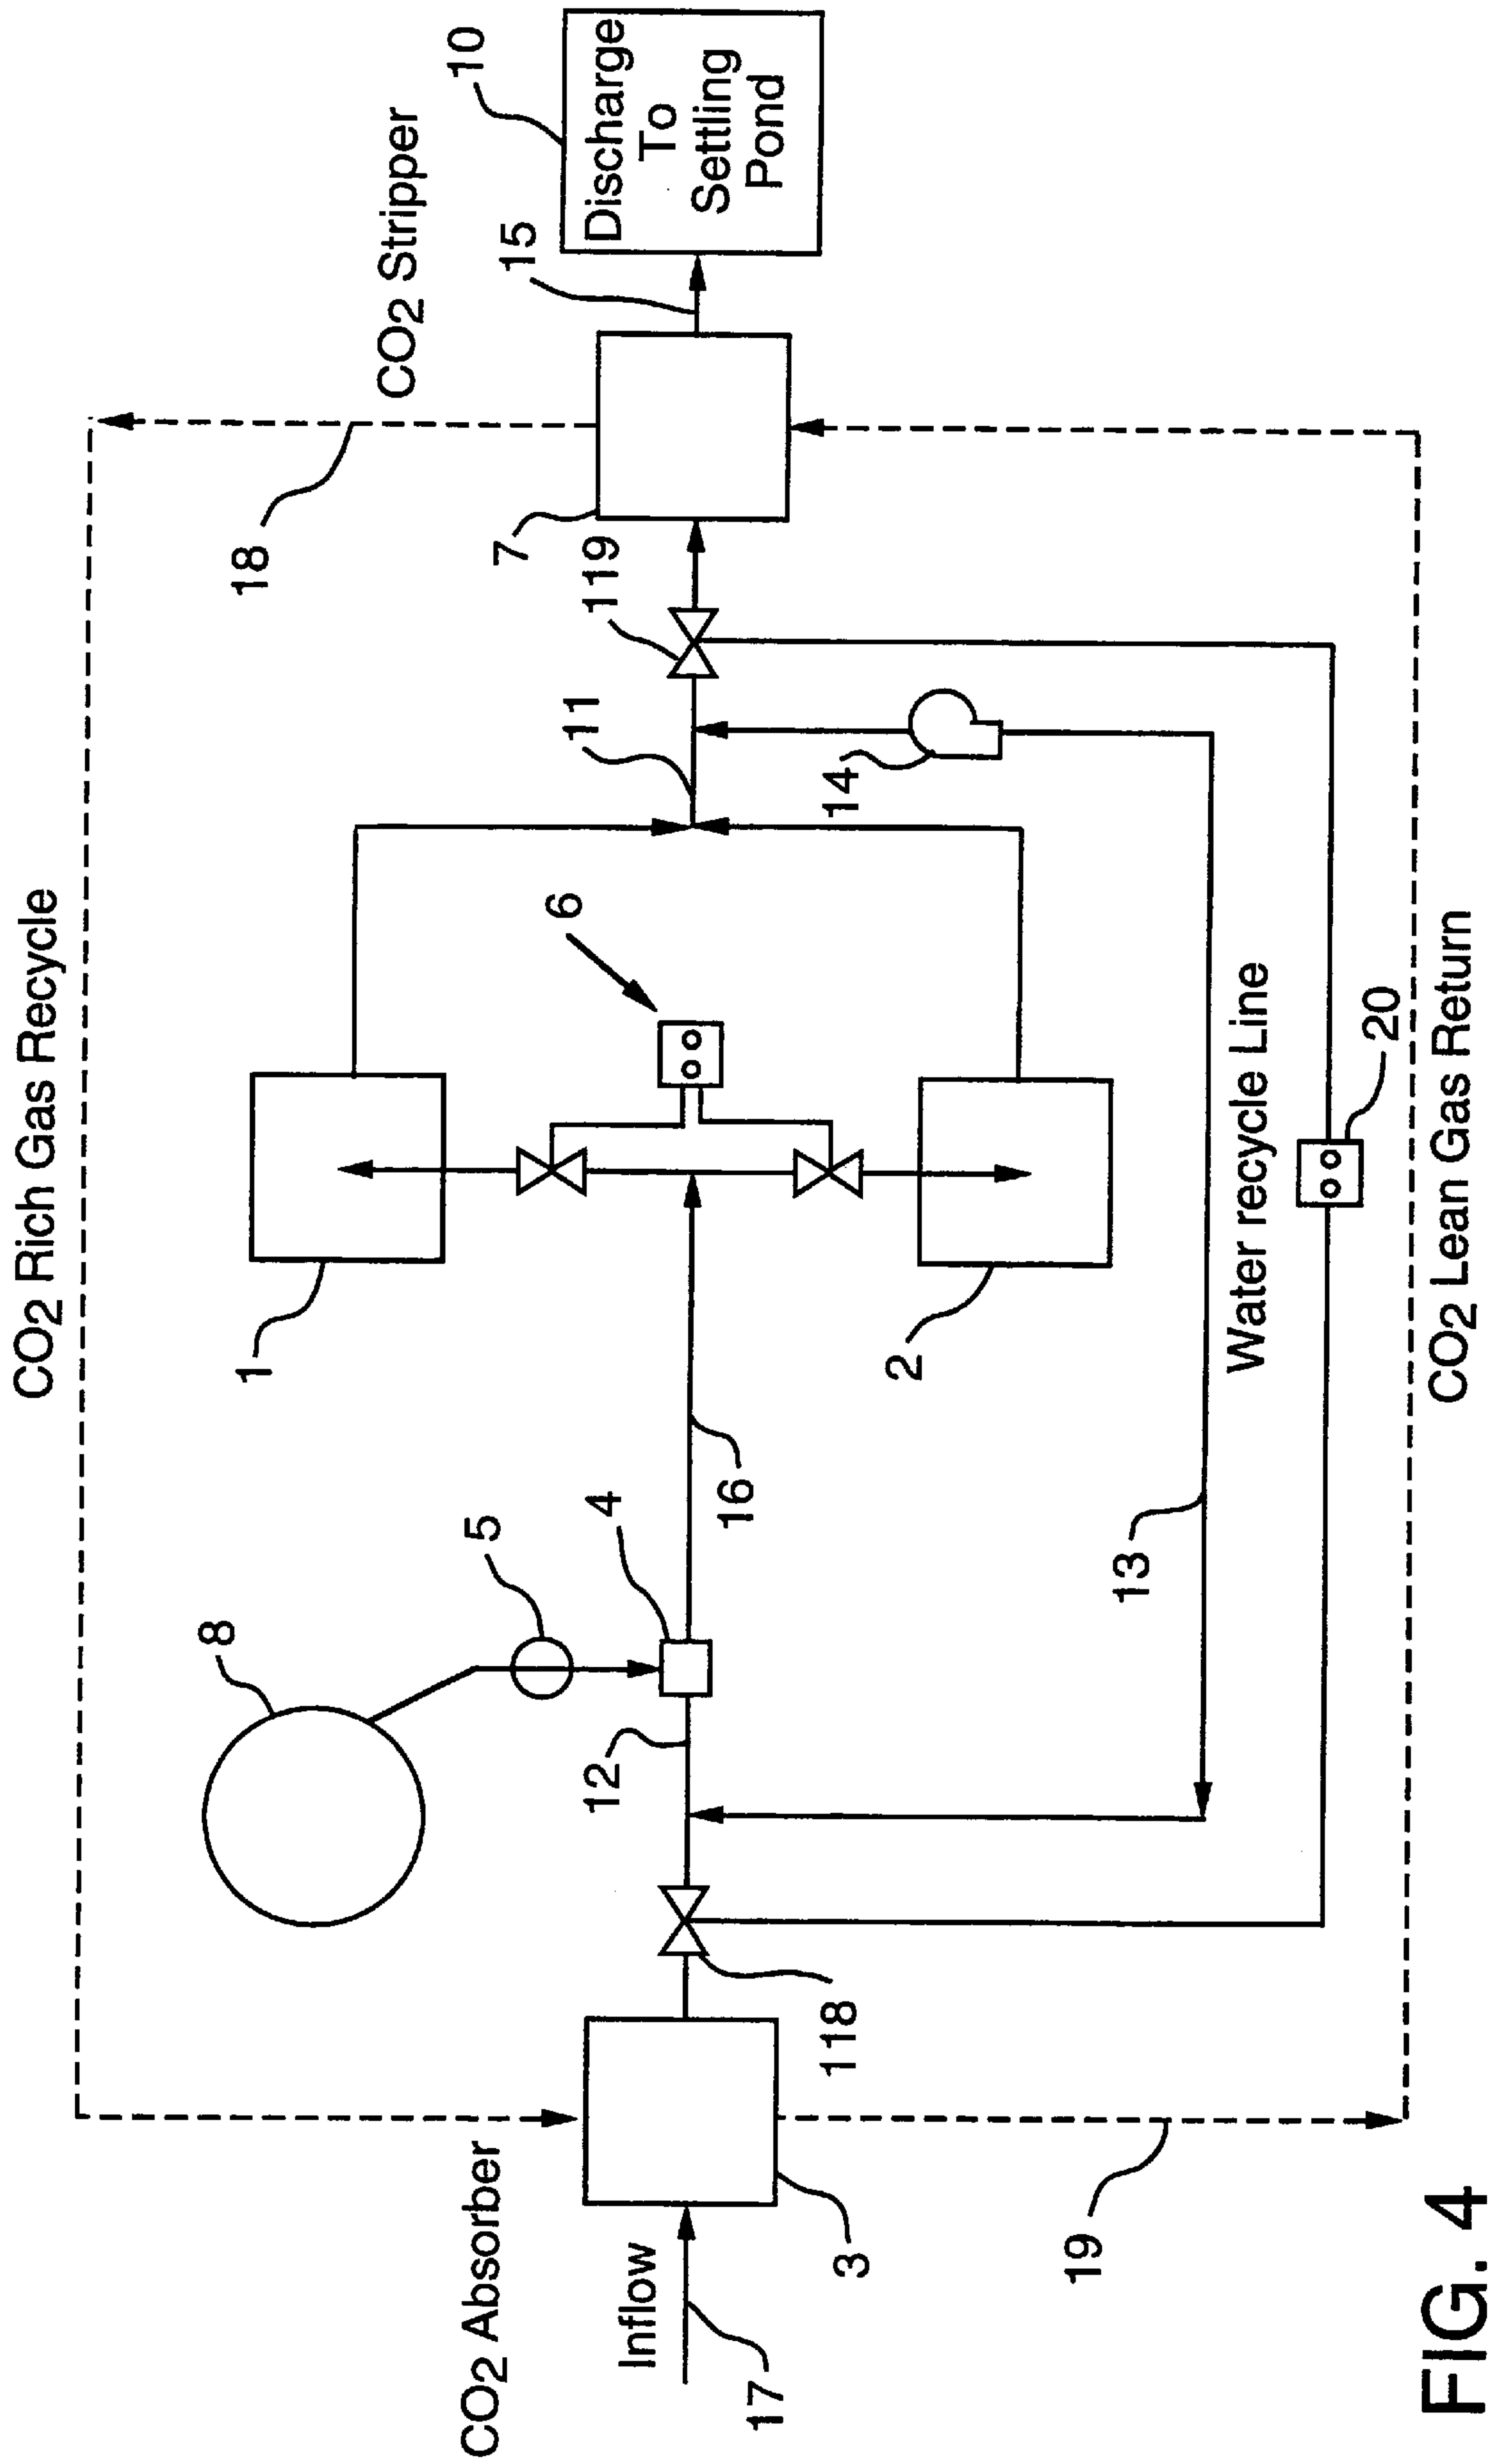 CO2 Rich Gas Recycle
18
CO2 Stripper
10
Discharge
To
Settling
Pond
15
7
119
11
14
6
1
2
8
5
4
16
12
13
Water recycle Line
20
CO2 Lean Gas Return
118
CO2 Absorber
Inflow
17
3
19
FIG. 4